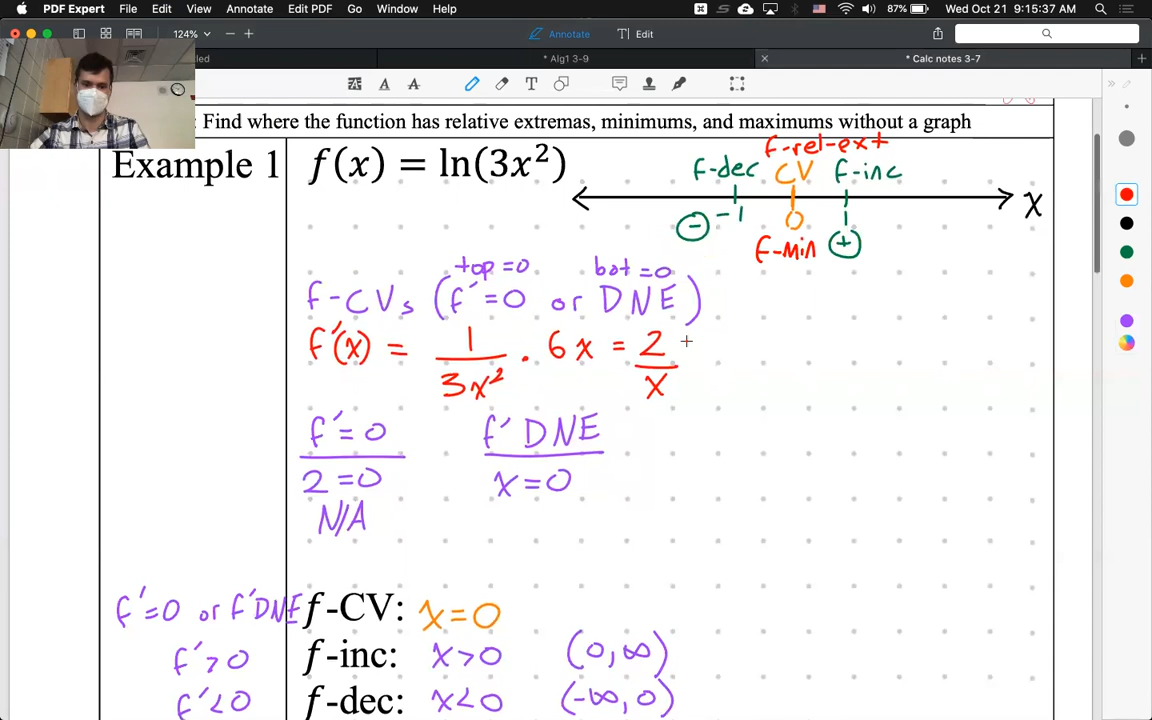 PDF Expert File Edit Annotate Edit PDF Go Window Help 87% Wed Oct 21 9:15:37 AM
124% Annotate Edit
led * Alg1 3-9 * Calc notes 3-7
A A T
: Find where the function has relative extremas, minimums, and maximums without a graph
Example 1 f(x) = ln(3x²)
f-rel-ext
f-dec CV f-inc
x
- -1 0 +
f-min
top=0 bot=0
f-CVs (f'=0 or DNE)
f'(x) = 1/3x² · 6x = 2/x
f'=0 f' DNE
2=0 x=0
N/A
f'=0 or f'DNE f-CV: x=0
f'>0 f-inc: x>0 (0,∞)
f'<0 f-dec: x<0 (-∞,0)